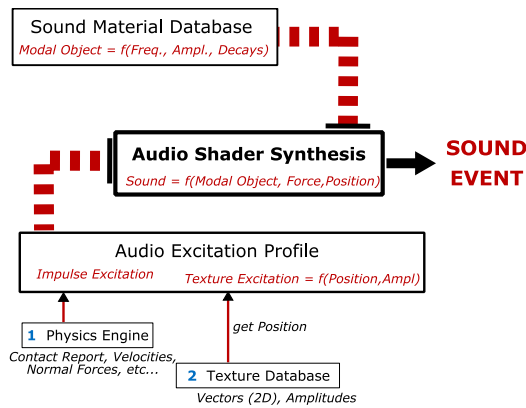 Sound Material Database
Modal Object = f(Freq., Ampl., Decays)
Audio Shader Synthesis
Sound = f(Modal Object, Force,Position)
SOUND
EVENT
Audio Excitation Profile
Impulse Excitation
Texture Excitation = f(Position,Ampl)
get Position
1 Physics Engine
Contact Report, Velocities,
Normal Forces, etc...
2 Texture Database
Vectors (2D), Amplitudes